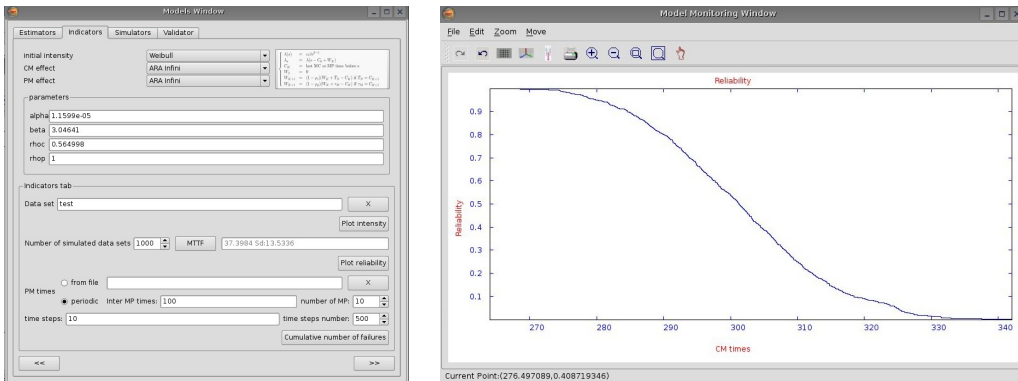 Models Window
Estimators Indicators Simulators Validator
initial intensity Weibull
CM effect ARA Infini
PM effect ARA Infini
parameters
alpha 1.1599e-05
beta 3.04641
rhoc 0.564998
rhop 1
Indicators tab
Data set test X
Plot intensity
Number of simulated data sets 1000 MTTF 37.3984 Sd:13.5336
Plot reliability
PM times
from file X
periodic Inter MP times: 100 number of MP: 10
time steps: 10 time steps number: 500
Cumulative number of failures
<< >>
Model Monitoring Window
File Edit Zoom Move
Reliability
0.9
0.8
0.7
0.6
0.5
0.4
0.3
0.2
0.1
Reliability
270 280 290 300 310 320 330 340
CM times
Current Point:(276.497089,0.408719346)